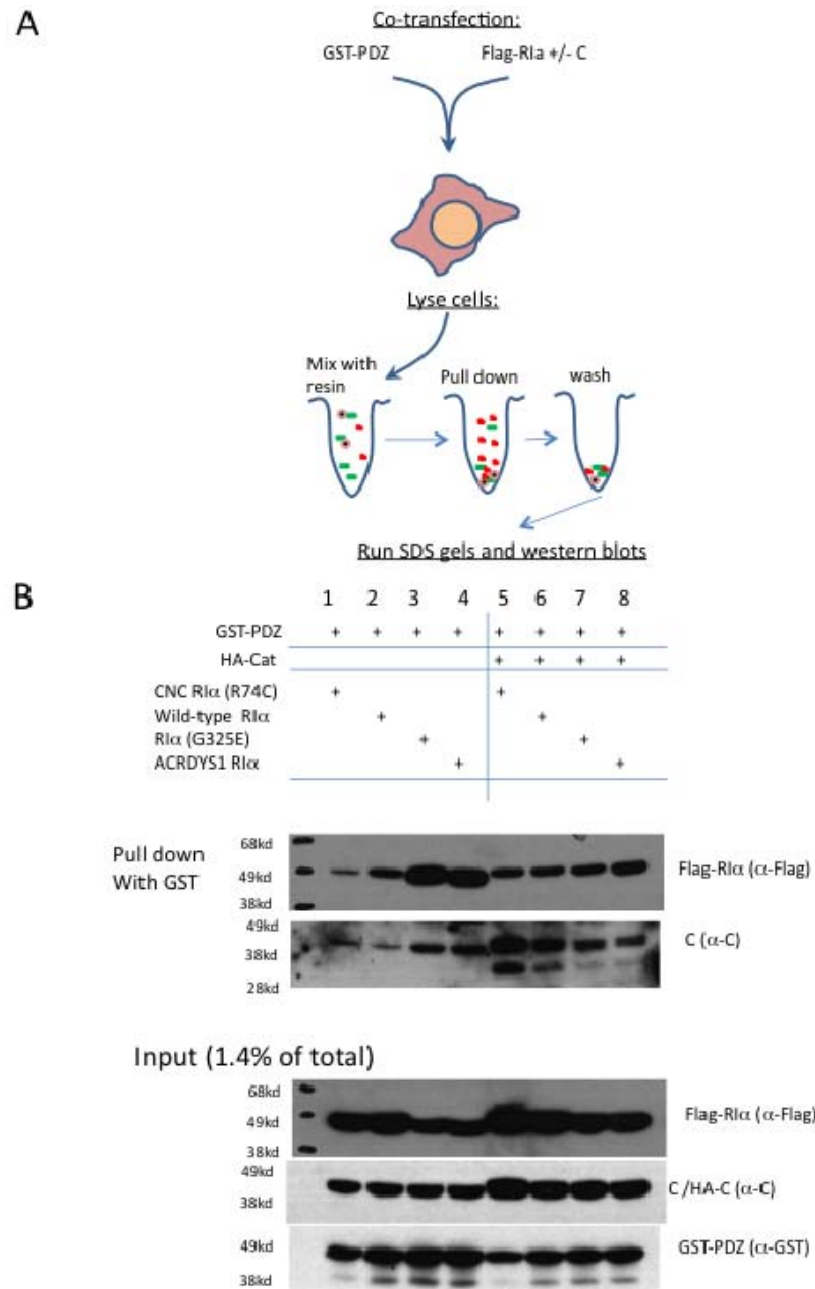 A
Co-transfection:
GST-PDZ Flag-RIa +/- C
Lyse cells:
Mix with
resin
Pull down
wash
Run SDS gels and western blots
B
1 2 3 4 5 6 7 8
GST-PDZ + + + + + + + +
HA-Cat + + + +
CNC RIα (R74C) + +
Wild-type RIα + +
RIα (G325E) + +
ACRDYS1 RIα + +
Pull down
With GST
68kd
49kd
38kd
Flag-RIα (α-Flag)
49kd
38kd
28kd
C (α-C)
Input (1.4% of total)
68kd
49kd
38kd
Flag-RIα (α-Flag)
49kd
38kd
C /HA-C (α-C)
49kd
38kd
GST-PDZ (α-GST)